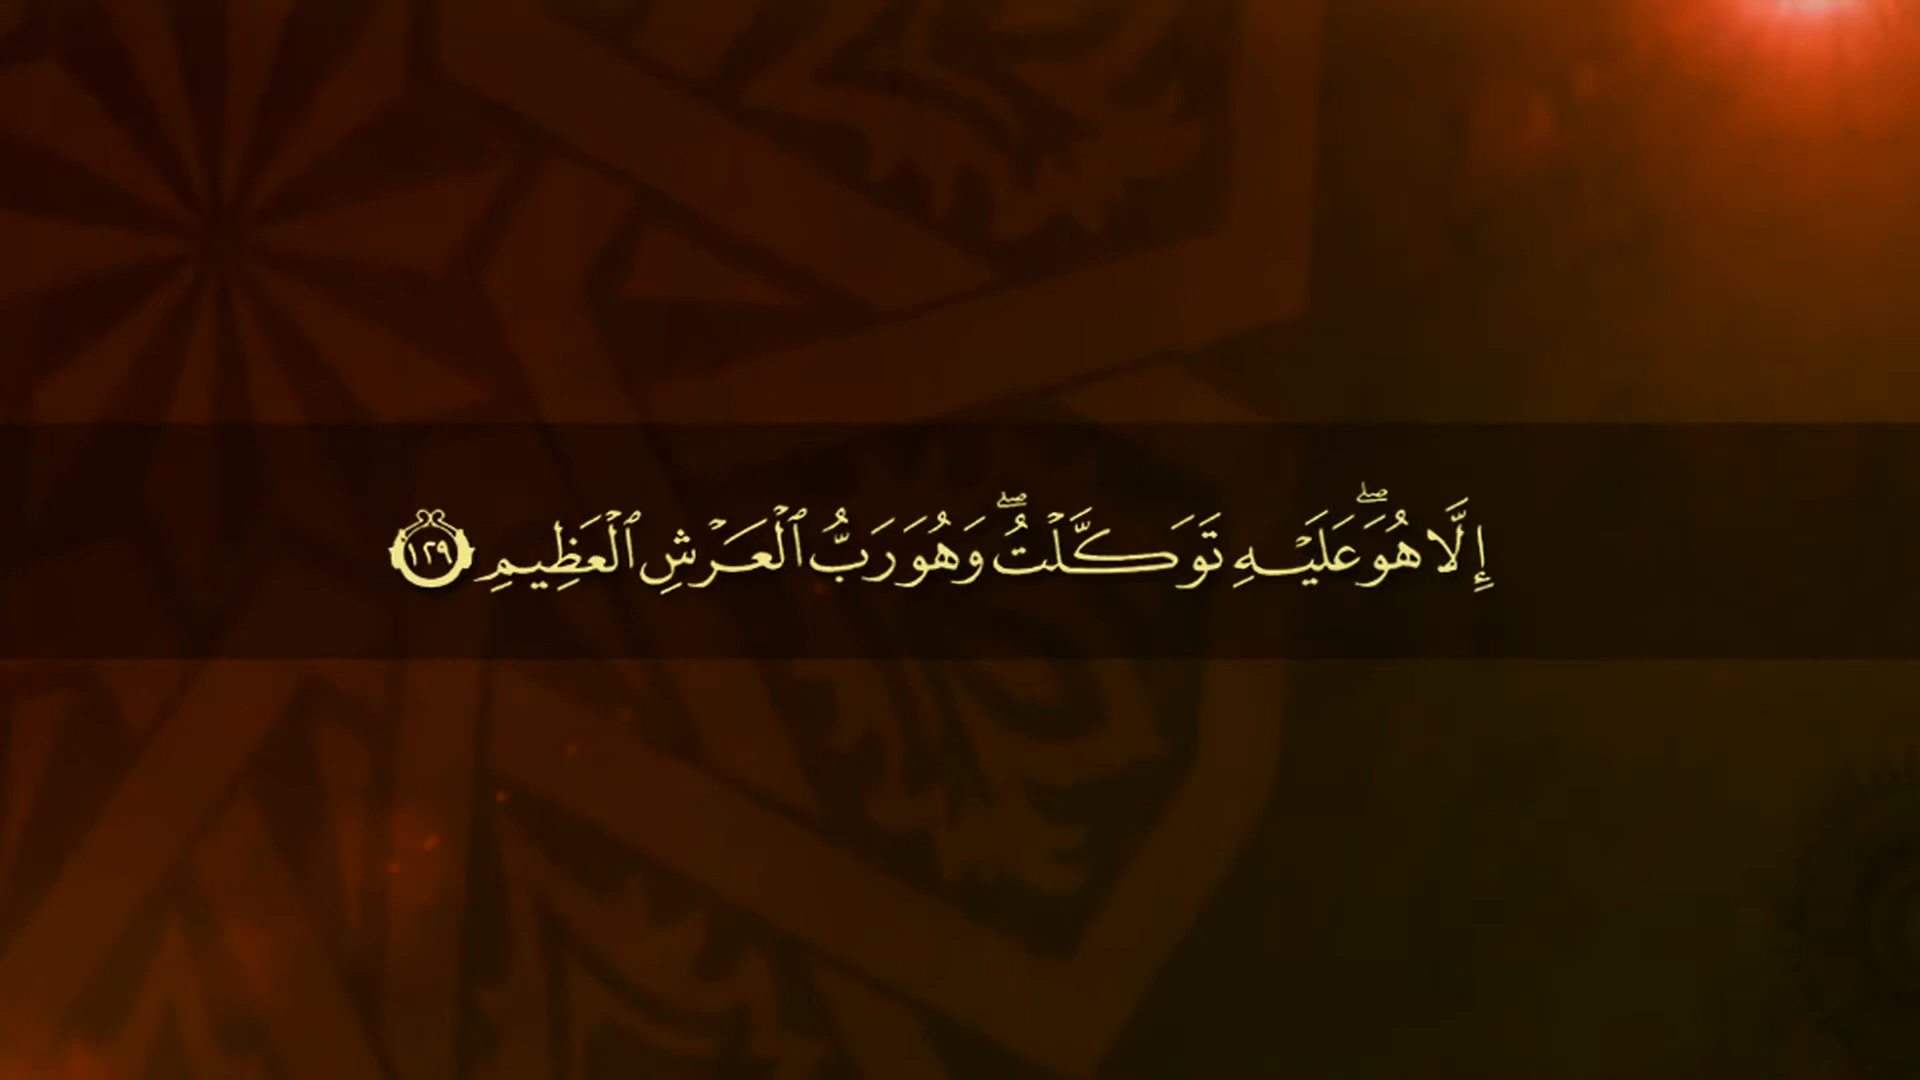 إِلَّا هُوَۖ عَلَيۡهِ تَوَكَّلۡتُۖ وَهُوَ رَبُّ ٱلۡعَرۡشِ ٱلۡعَظِيمِ ١٢٩